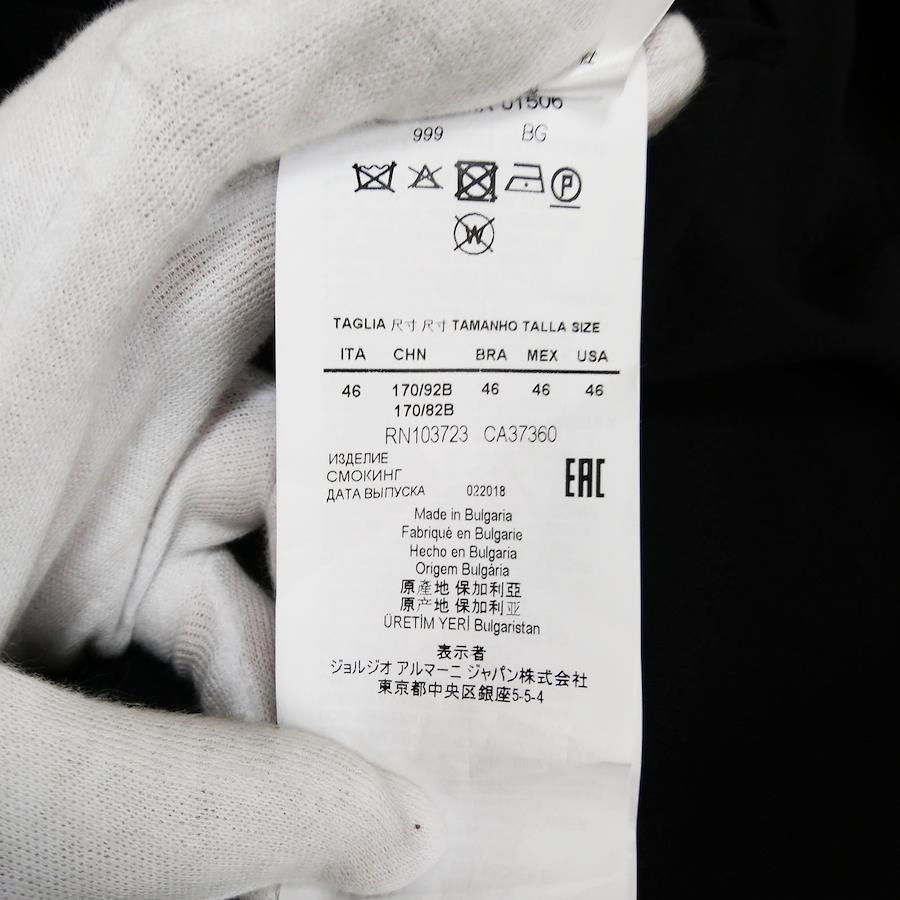 01506
999 BG
P
W
TAGLIA 尺寸 尺寸 TAMANHO TALLA SIZE
ITA CHN BRA MEX USA
46 170/92B 46 46 46
170/82B
RN103723 CA37360
ИЗДЕЛИЕ
СМОКИНГ
ДАТА ВЫПУСКА 022018
EAC
Made in Bulgaria
Fabriqué en Bulgarie
Hecho en Bulgaria
Origem Bulgária
原產地 保加利亞
原产地 保加利亚
ÜRETİM YERİ Bulgaristan
表示者
ジョルジオ アルマーニ ジャパン株式会社
東京都中央区銀座5-5-4